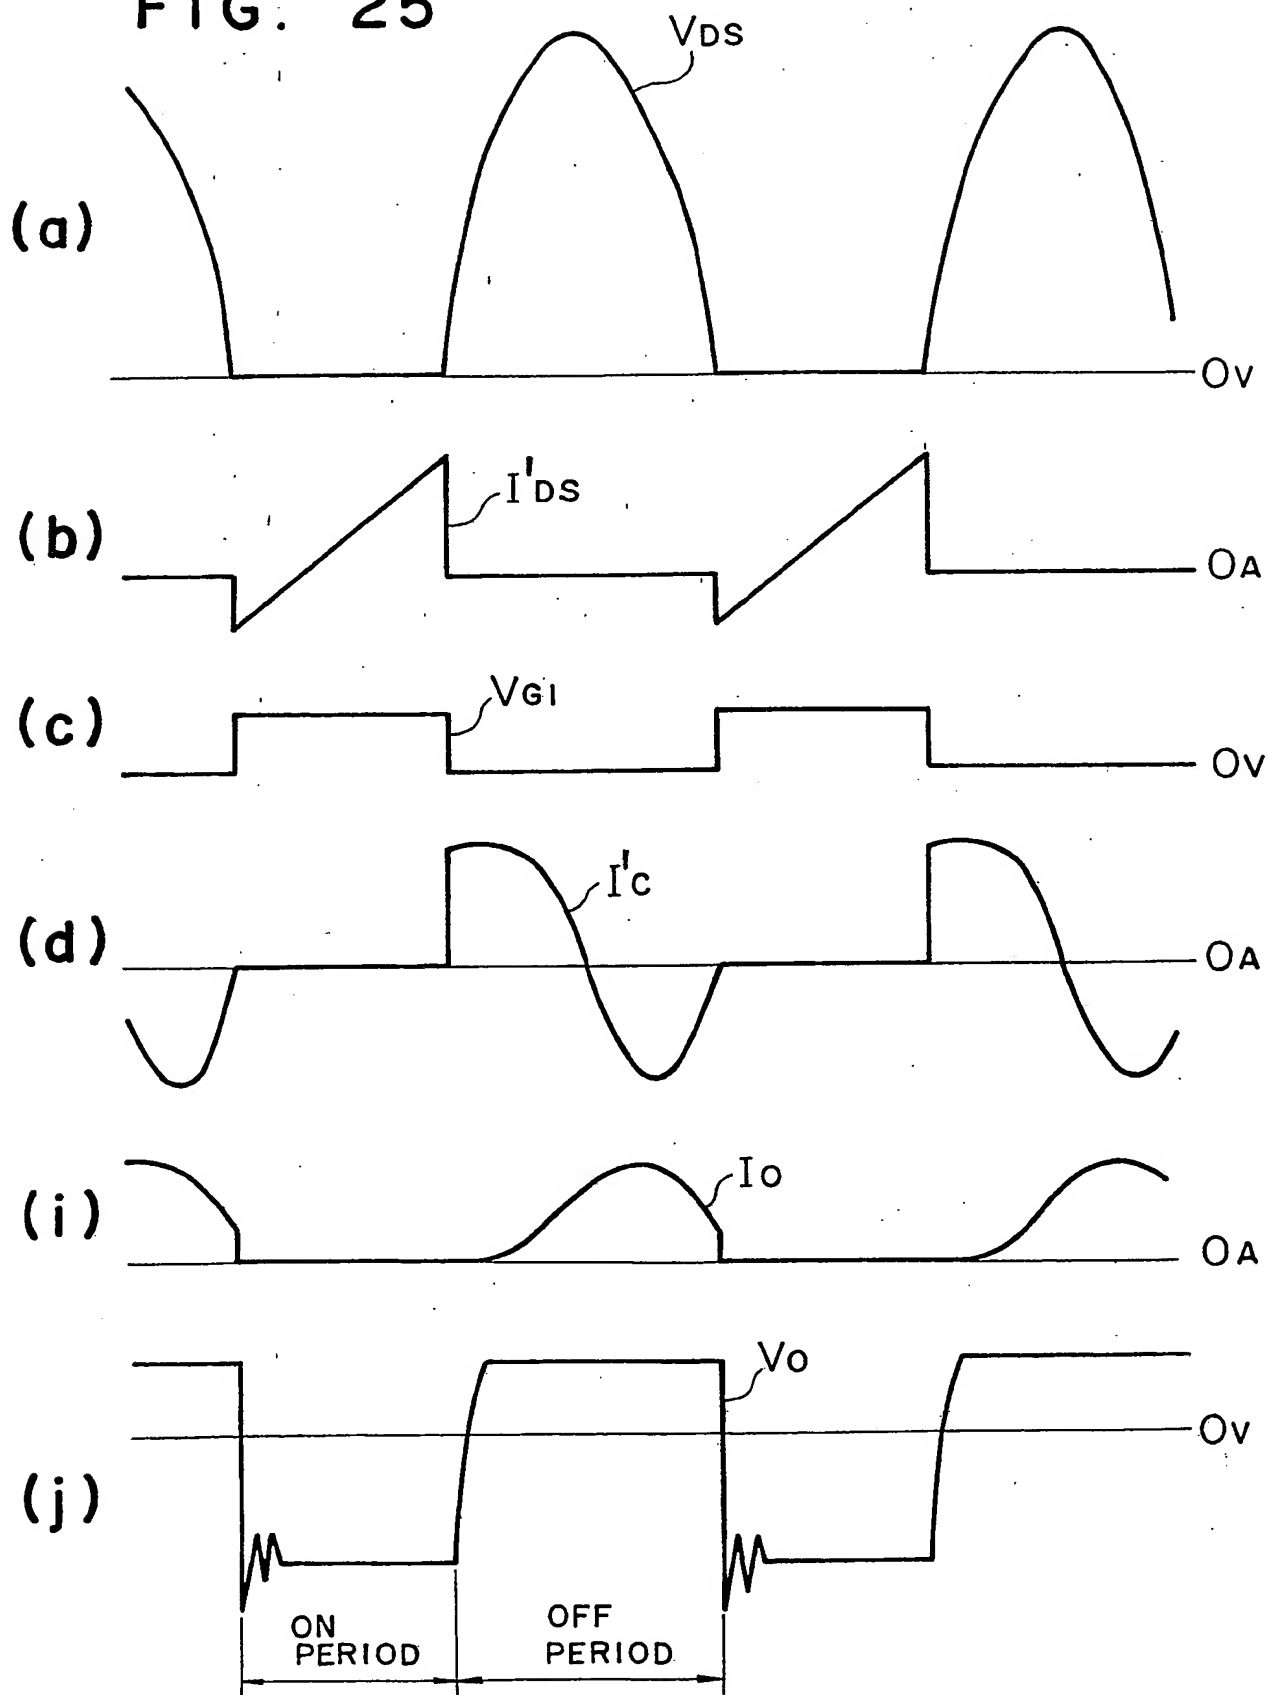 FIG. 25
VDS
(a)
0V
(b)
I'DS
0A
(c)
VG1
0V
(d)
I'C
0A
(i)
IO
0A
(j)
VO
0V
ON
PERIOD
OFF
PERIOD